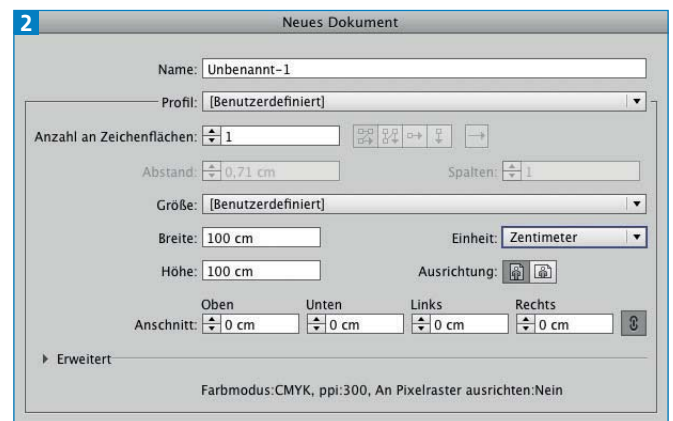 2
Neues Dokument
Name: Unbenannt-1
Profil: [Benutzerdefiniert]
Anzahl an Zeichenflächen: 1
Abstand: 0,71 cm Spalten: 1
Größe: [Benutzerdefiniert]
Breite: 100 cm Einheit: Zentimeter
Höhe: 100 cm Ausrichtung:
Oben Unten Links Rechts
Anschnitt: 0 cm 0 cm 0 cm 0 cm
Erweitert
Farbmodus:CMYK, ppi:300, An Pixelraster ausrichten:Nein